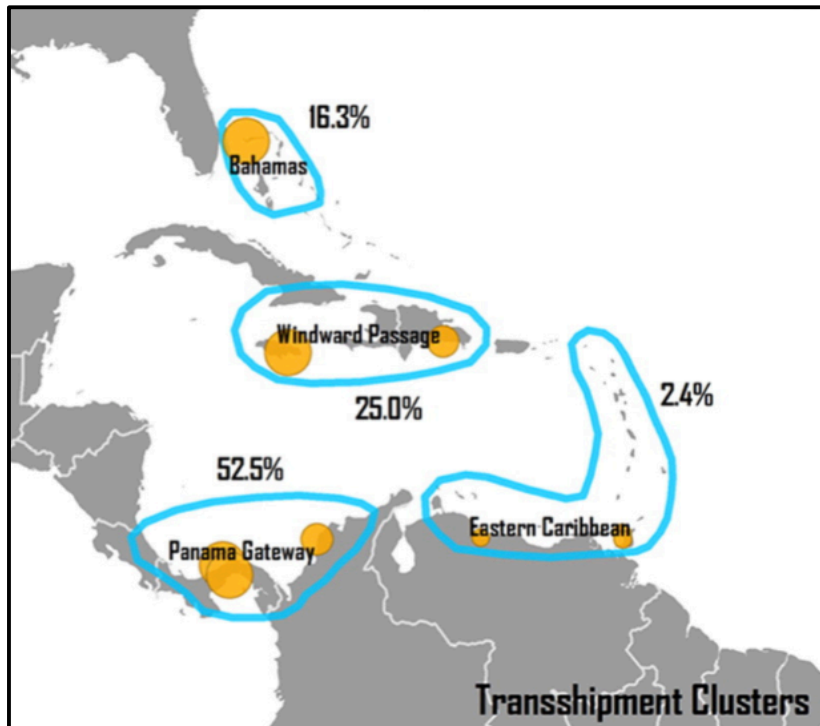 16.3%
Bahamas
Windward Passage
25.0%
2.4%
52.5%
Eastern Caribbean
Panama Gateway
Transshipment Clusters